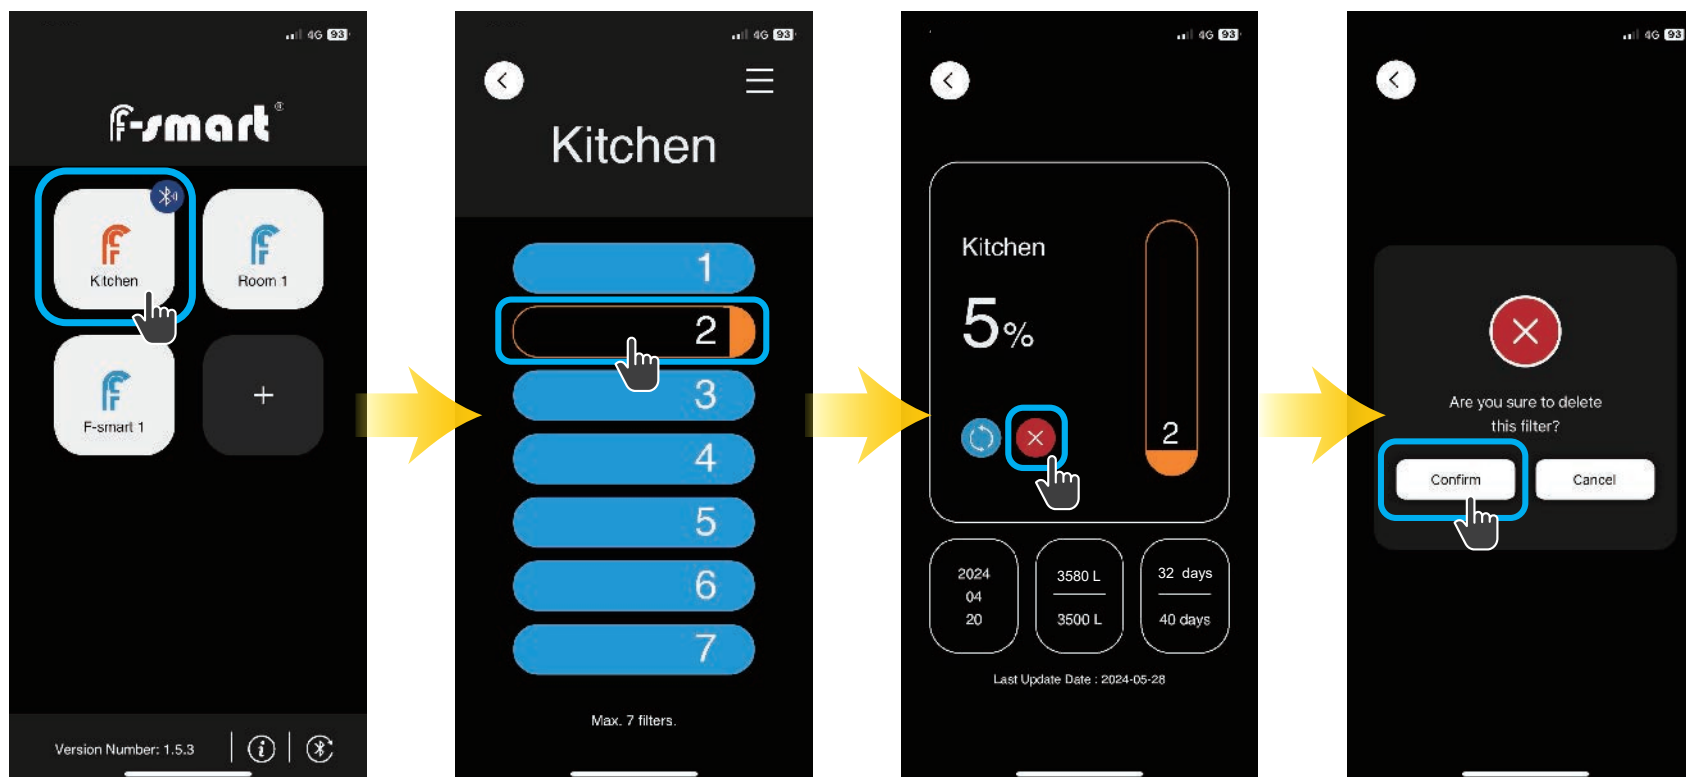 4G 93
F-smart®
Kitchen
Room 1
F-smart 1
+
Version Number: 1.5.3
4G 93
Kitchen
1
2
3
4
5
6
7
Max. 7 filters.
4G 93
Kitchen
5%
2
2024
04
20
3580 L
3500 L
32 days
40 days
Last Update Date : 2024-05-28
4G 93
Are you sure to delete
this filter?
Confirm
Cancel